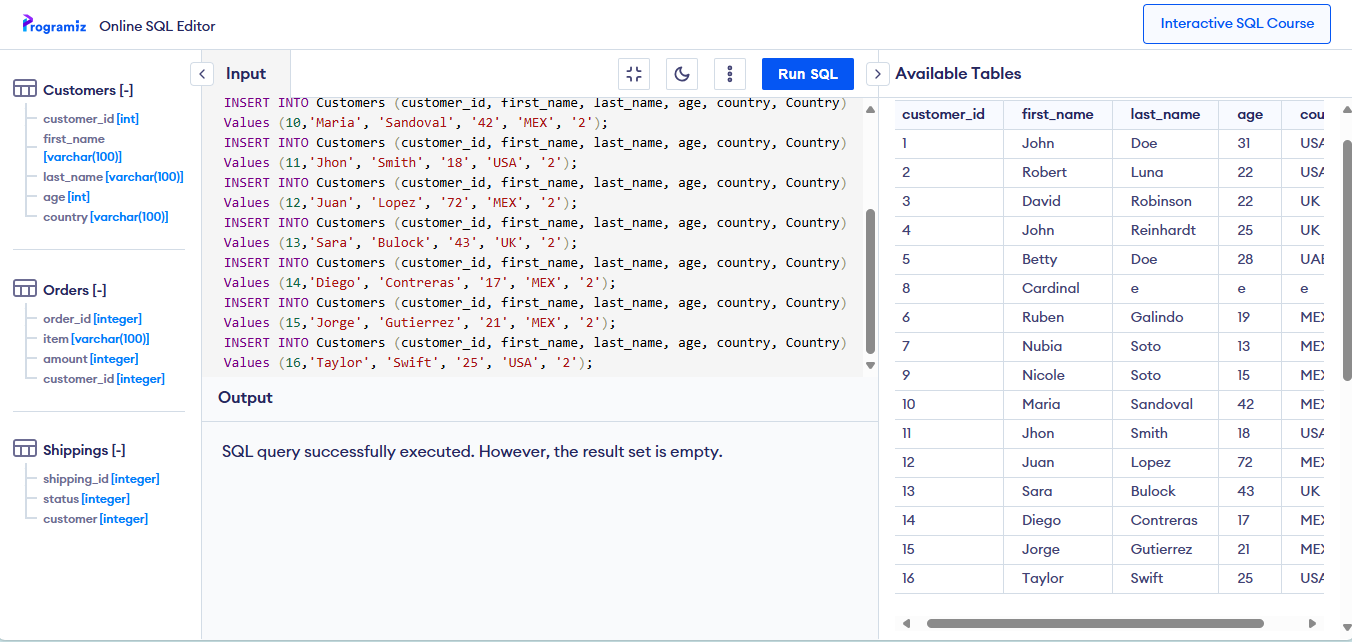 Programiz Online SQL Editor
Interactive SQL Course
Customers [-]
customer_id [int]
first_name
[varchar(100)]
last_name [varchar(100)]
age [int]
country [varchar(100)]
Orders [-]
order_id [integer]
item [varchar(100)]
amount [integer]
customer_id [integer]
Shippings [-]
shipping_id [integer]
status [integer]
customer [integer]
Input
Run SQL
INSERT INTO Customers (customer_id, first_name, last_name, age, country, Country)
Values (10,'Maria', 'Sandoval', '42', 'MEX', '2');
INSERT INTO Customers (customer_id, first_name, last_name, age, country, Country)
Values (11,'Jhon', 'Smith', '18', 'USA', '2');
INSERT INTO Customers (customer_id, first_name, last_name, age, country, Country)
Values (12,'Juan', 'Lopez', '72', 'MEX', '2');
INSERT INTO Customers (customer_id, first_name, last_name, age, country, Country)
Values (13,'Sara', 'Bulock', '43', 'UK', '2');
INSERT INTO Customers (customer_id, first_name, last_name, age, country, Country)
Values (14,'Diego', 'Contreras', '17', 'MEX', '2');
INSERT INTO Customers (customer_id, first_name, last_name, age, country, Country)
Values (15,'Jorge', 'Gutierrez', '21', 'MEX', '2');
INSERT INTO Customers (customer_id, first_name, last_name, age, country, Country)
Values (16,'Taylor', 'Swift', '25', 'USA', '2');
Output
SQL query successfully executed. However, the result set is empty.
Available Tables
customer_id first_name last_name age cou
1 John Doe 31 USA
2 Robert Luna 22 USA
3 David Robinson 22 UK
4 John Reinhardt 25 UK
5 Betty Doe 28 UAE
8 Cardinal e e e
6 Ruben Galindo 19 MEX
7 Nubia Soto 13 MEX
9 Nicole Soto 15 MEX
10 Maria Sandoval 42 MEX
11 Jhon Smith 18 USA
12 Juan Lopez 72 MEX
13 Sara Bulock 43 UK
14 Diego Contreras 17 MEX
15 Jorge Gutierrez 21 MEX
16 Taylor Swift 25 USA